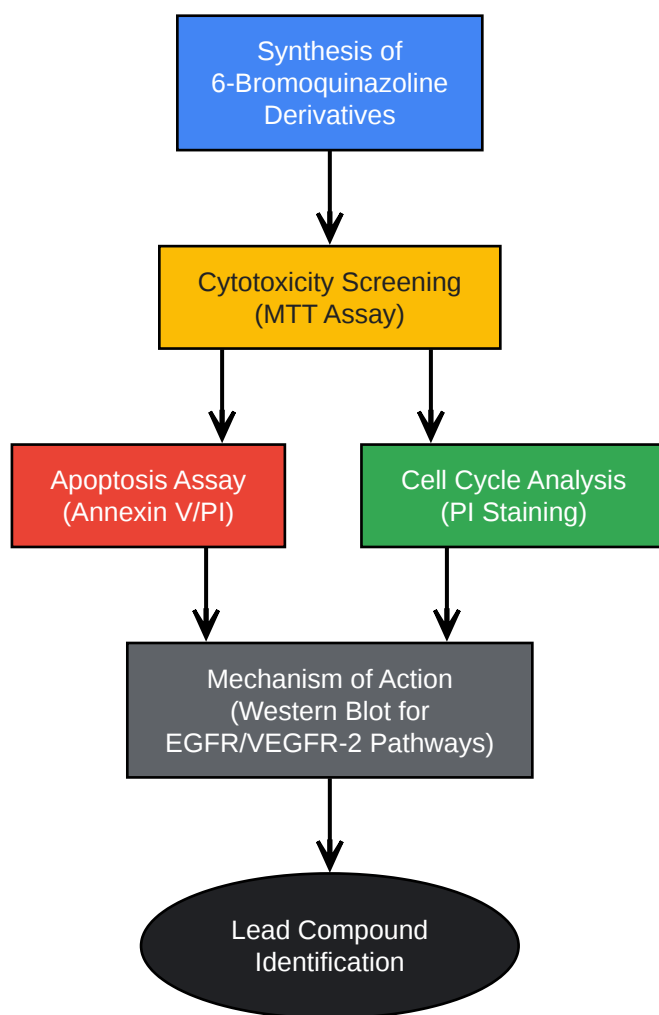 Synthesis of
6-Bromoquinazoline
Derivatives
Cytotoxicity Screening
(MTT Assay)
Apoptosis Assay
(Annexin V/PI)
Cell Cycle Analysis
(PI Staining)
Mechanism of Action
(Western Blot for
EGFR/VEGFR-2 Pathways)
Lead Compound
Identification